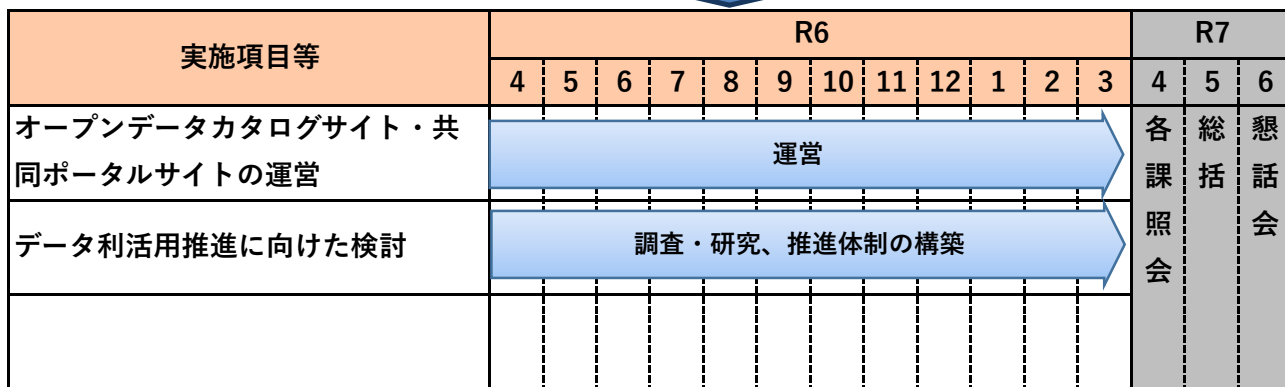 実施項目等
R6
R7
4 5 6 7 8 9 10 11 12 1 2 3 4 5 6
オープンデータカタログサイト・共
同ポータルサイトの運営
運営
データ利活用推進に向けた検討
調査・研究、推進体制の構築
各課照会
総括
懇話会